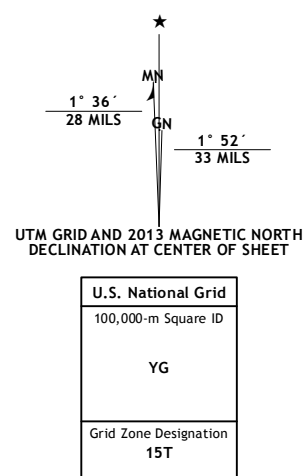 ★
MN
1° 36´
28 MILS
GN
1° 52´
33 MILS
UTM GRID AND 2013 MAGNETIC NORTH
DECLINATION AT CENTER OF SHEET
U.S. National Grid
100,000-m Square ID
YG
Grid Zone Designation
15T